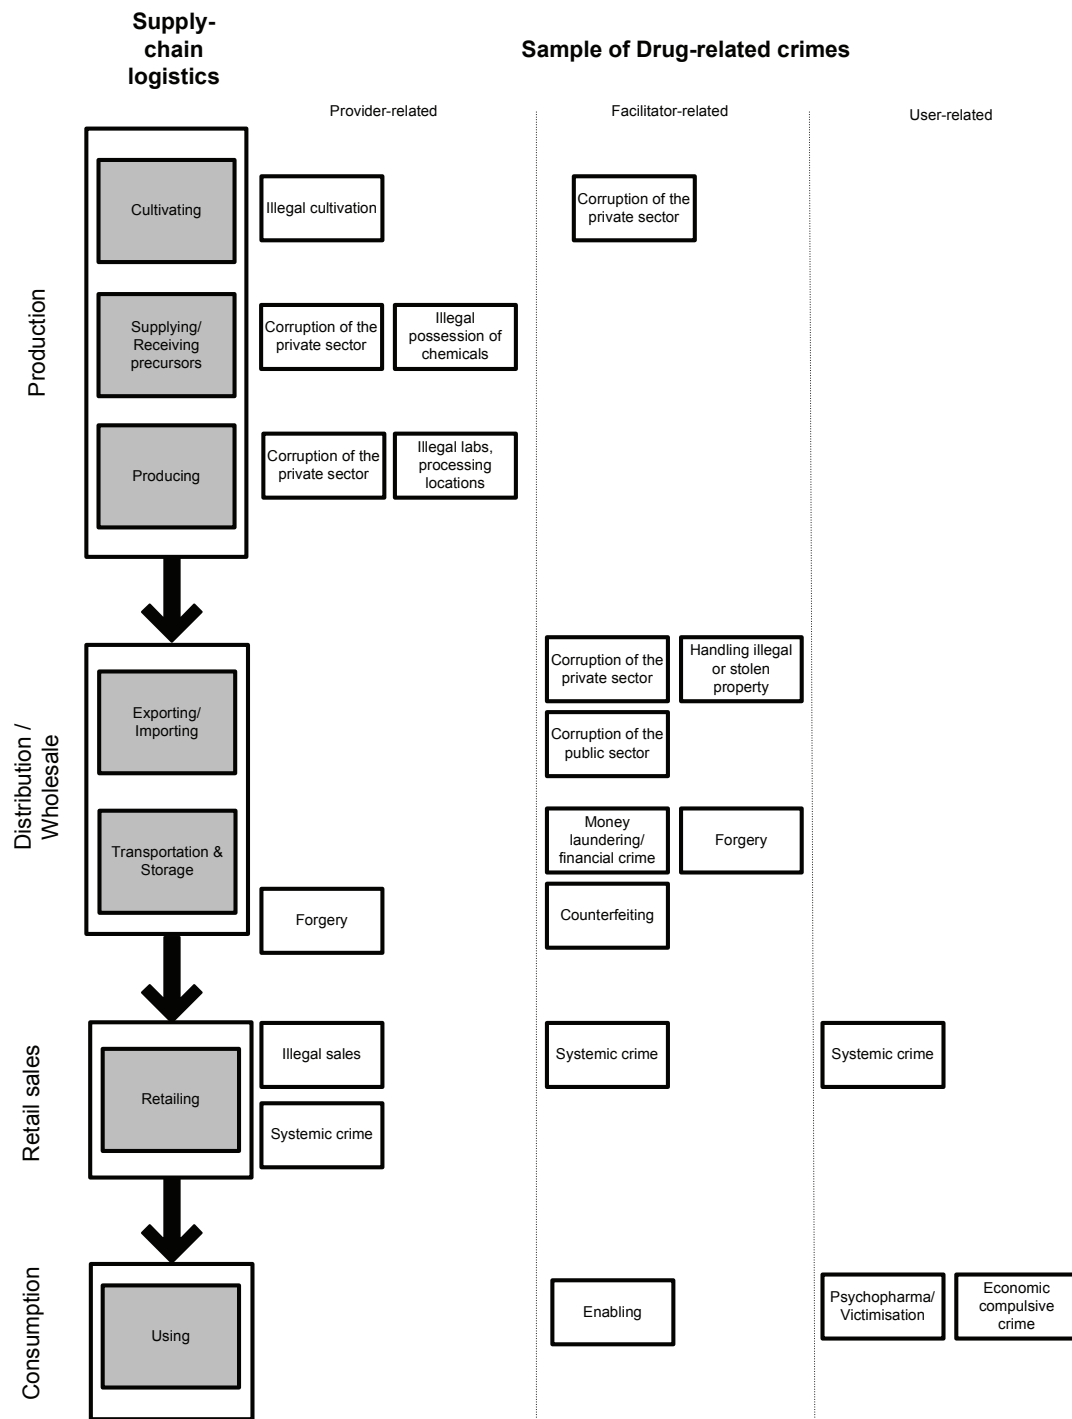 Supply-
chain
logistics
Sample of Drug-related crimes
Provider-related
Facilitator-related
User-related
Production
Cultivating
Illegal cultivation
Corruption of the
private sector
Supplying/
Receiving
precursors
Corruption of the
private sector
Illegal
possession of
chemicals
Producing
Corruption of the
private sector
Illegal labs,
processing
locations
Distribution /
Wholesale
Exporting/
Importing
Corruption of the
private sector
Handling illegal
or stolen
property
Corruption of the
public sector
Transportation &
Storage
Money
laundering/
financial crime
Forgery
Forgery
Counterfeiting
Retail sales
Retailing
Illegal sales
Systemic crime
Systemic crime
Systemic crime
Consumption
Using
Enabling
Psychopharma/
Victimisation
Economic
compulsive
crime